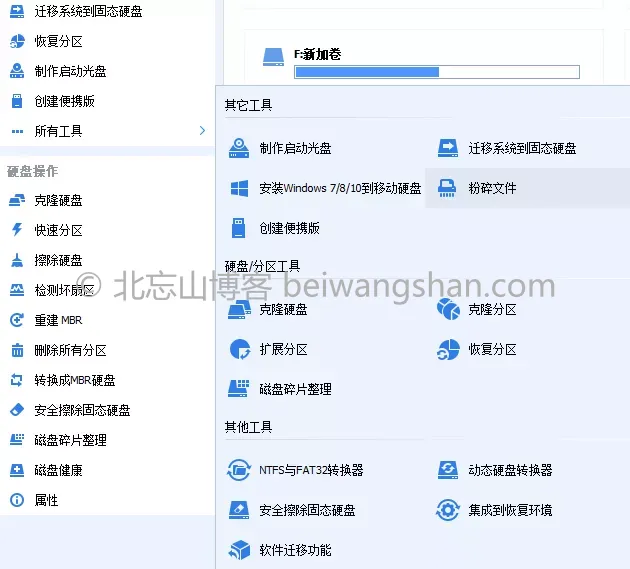 迁移系统到固态硬盘
恢复分区
制作启动光盘
创建便携版
所有工具
硬盘操作
克隆硬盘
快速分区
擦除硬盘
检测坏扇区
重建 MBR
删除所有分区
转换成MBR硬盘
安全擦除固态硬盘
磁盘碎片整理
磁盘健康
属性
F:新加卷
其它工具
制作启动光盘
迁移系统到固态硬盘
安装Windows 7/8/10到移动硬盘
粉碎文件
创建便携版
硬盘/分区工具
克隆硬盘
克隆分区
扩展分区
恢复分区
磁盘碎片整理
其他工具
NTFS与FAT32转换器
动态硬盘转换器
安全擦除固态硬盘
集成到恢复环境
软件迁移功能
© 北忘山博客 beiwangshan.com